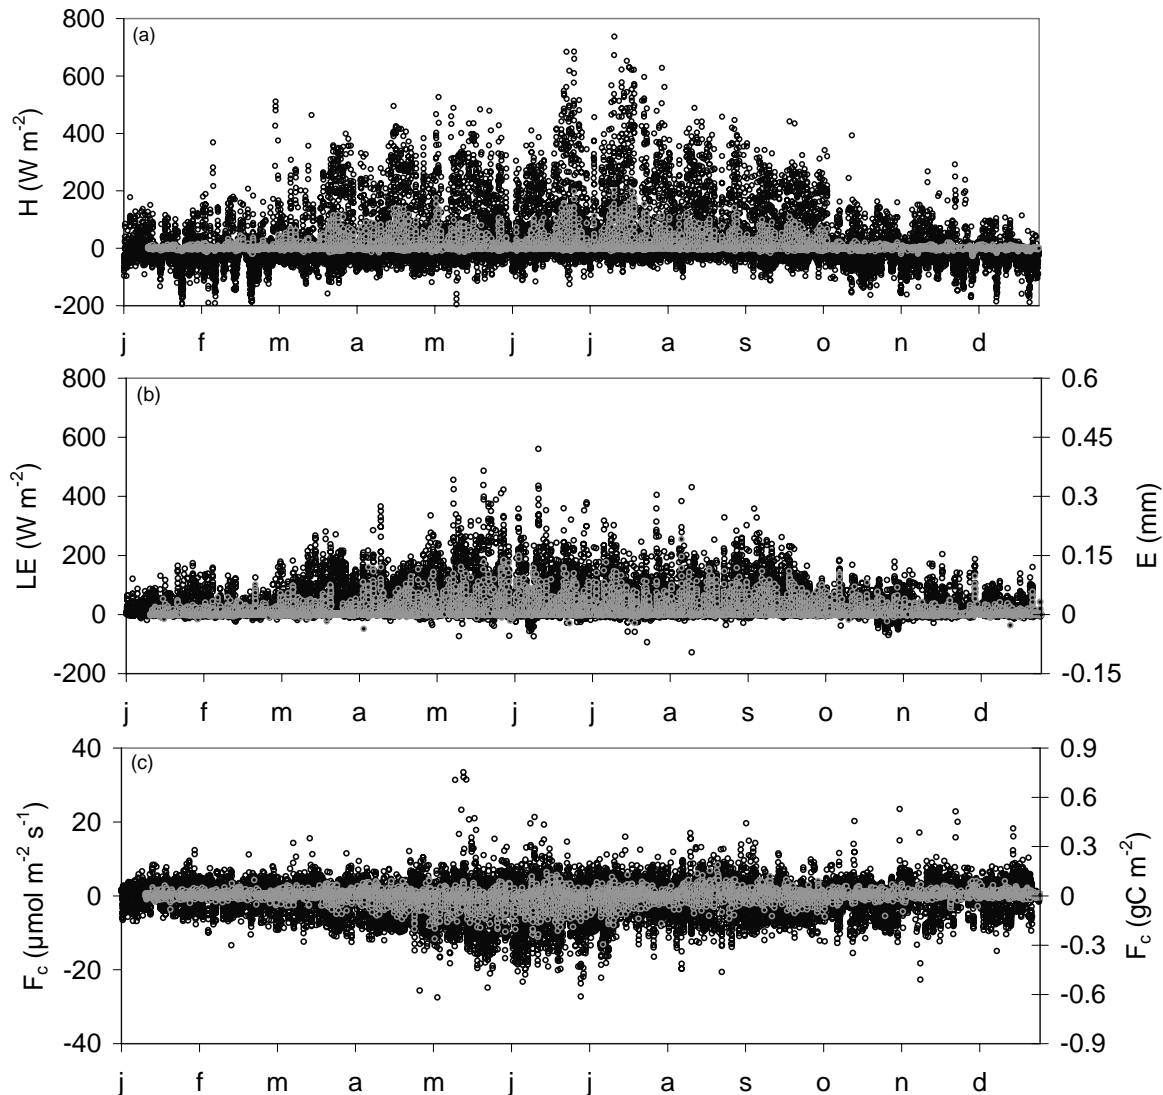 (a)
H (W m-2)
800
600
400
200
0
-200
j f m a m j j a s o n d
(b)
LE (W m-2)
800
600
400
200
0
-200
E (mm)
0.6
0.45
0.3
0.15
0
-0.15
j f m a m j j a s o n d
(c)
Fc (µmol m-2 s-1)
40
20
0
-20
-40
Fc (gC m-2)
0.9
0.6
0.3
0
-0.3
-0.6
-0.9
j f m a m j j a s o n d